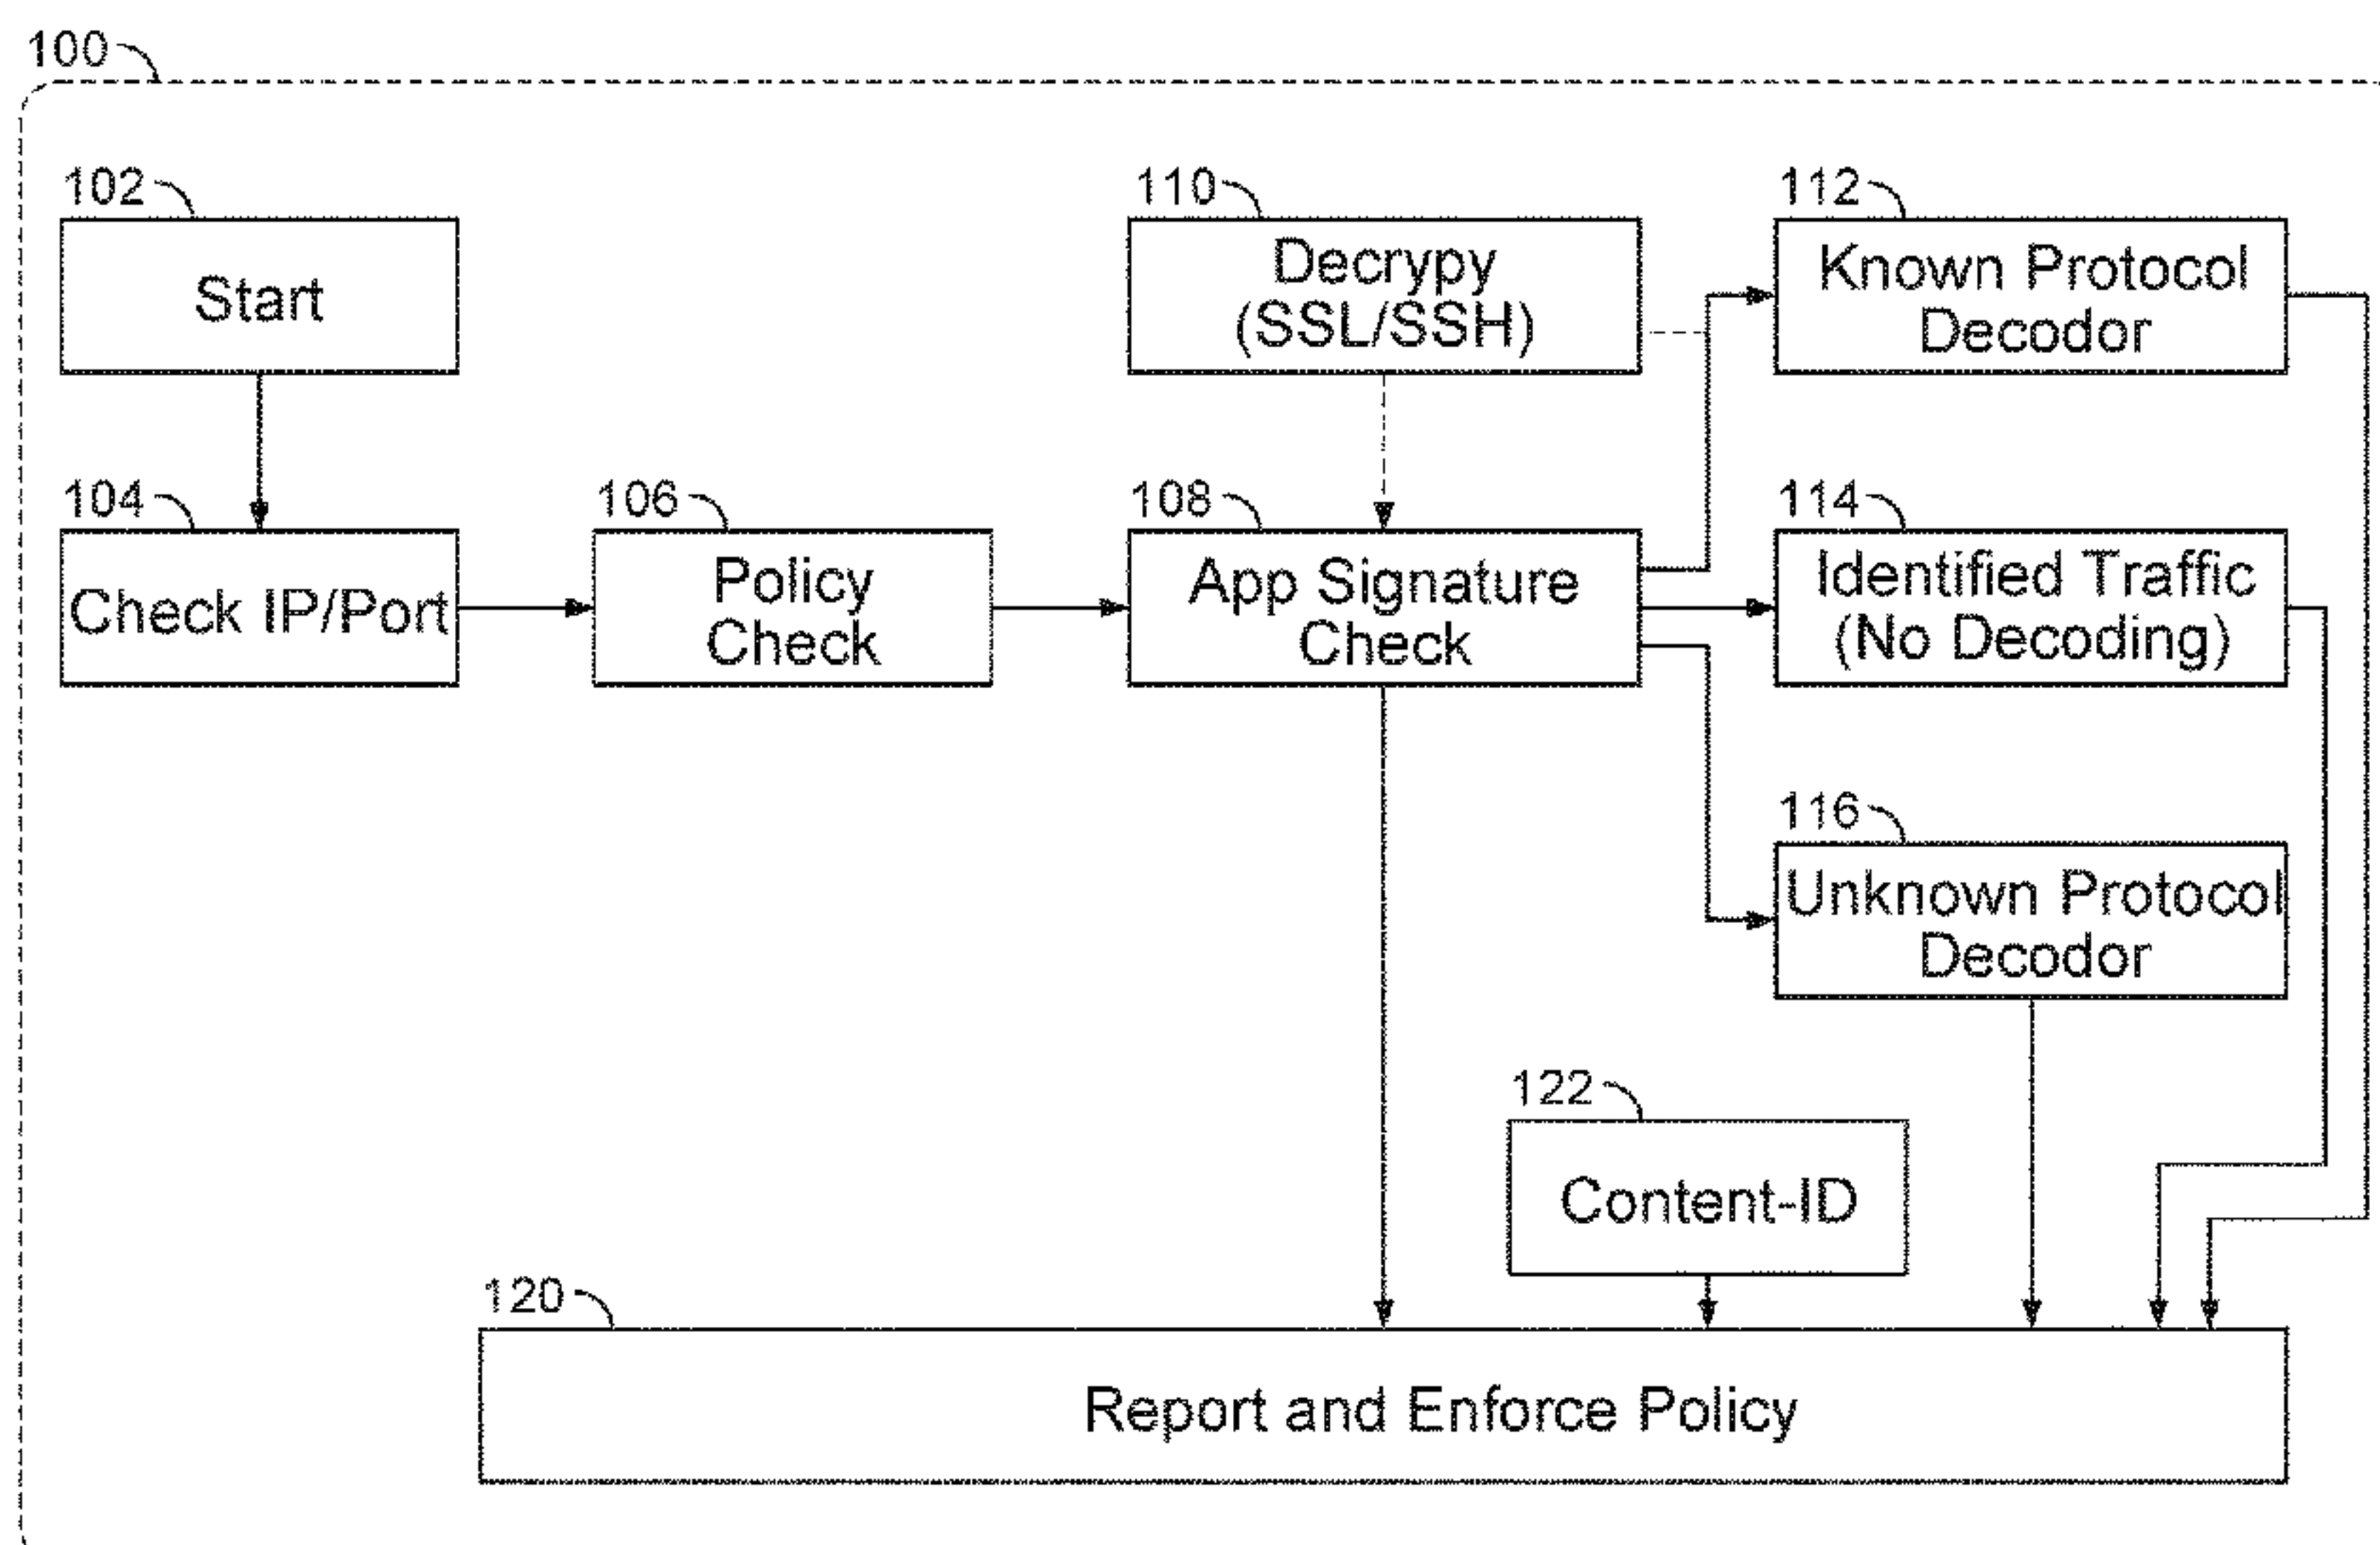 100
102
Start
110
Decrypy
(SSL/SSH)
112
Known Protocol
Decodor
104
Check IP/Port
106
Policy
Check
108
App Signature
Check
114
Identified Traffic
(No Decoding)
116
Unknown Protocol
Decodor
122
Content-ID
120
Report and Enforce Policy